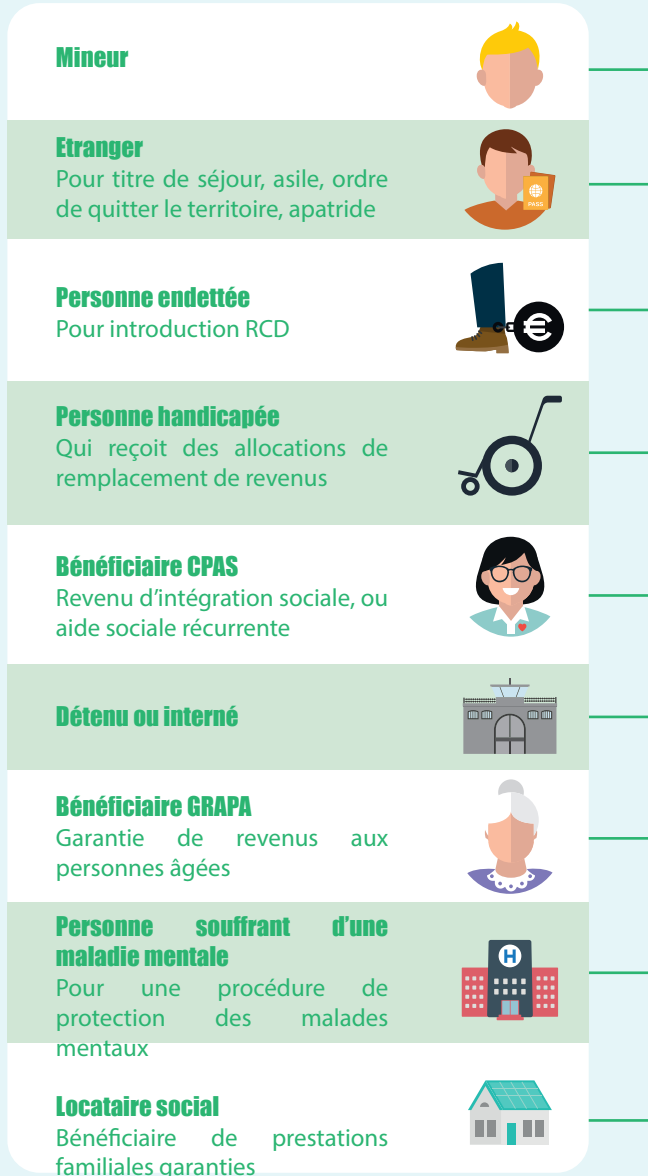 Mineur
Etranger
Pour titre de séjour, asile, ordre
de quitter le territoire, apatride
PASS
Personne endettée
Pour introduction RCD
€
Personne handicapée
Qui reçoit des allocations de
remplacement de revenus
Bénéficiaire CPAS
Revenu d’intégration sociale, ou
aide sociale récurrente
Détenu ou interné
Bénéficiaire GRAPA
Garantie de revenus aux
personnes âgées
Personne souffrant d’une
maladie mentale
H
Pour une procédure de
protection des malades
mentaux
Locataire social
Bénéficiaire de prestations
familiales garanties